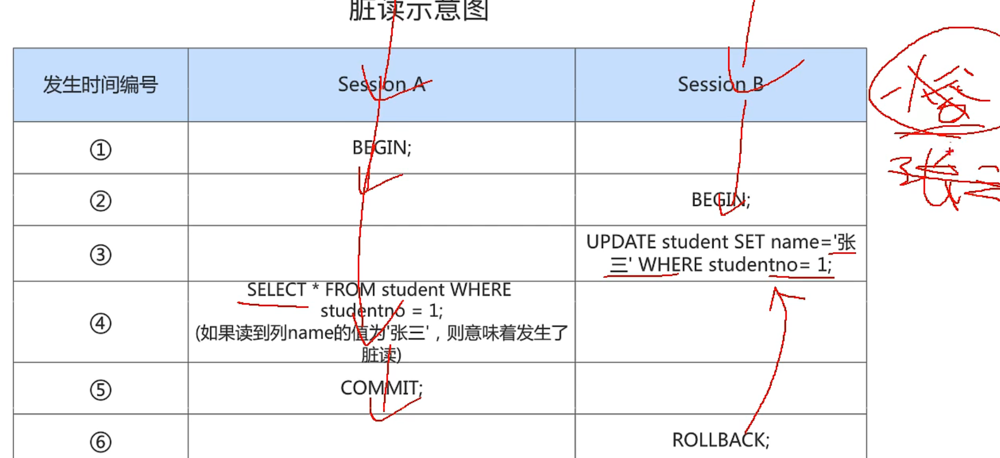 脏读示意图
发生时间编号 Session A Session B
① BEGIN;
② BEGIN;
③ UPDATE student SET name='张
三' WHERE studentno= 1;
④ SELECT * FROM student WHERE
studentno = 1;
(如果读到列name的值为'张三'，则意味着发生了
脏读)
⑤ COMMIT;
⑥ ROLLBACK;
张三